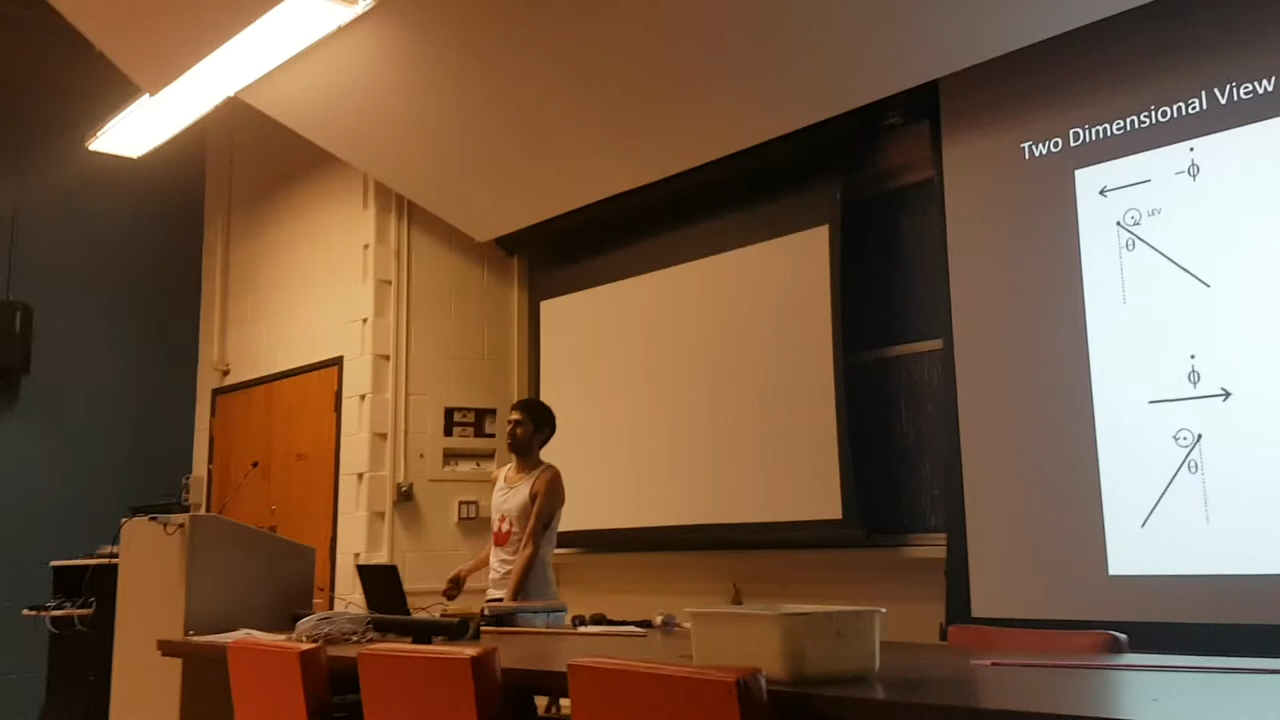 Two Dimensional View
−ϕ̇
LEV
θ
ϕ̇
θ